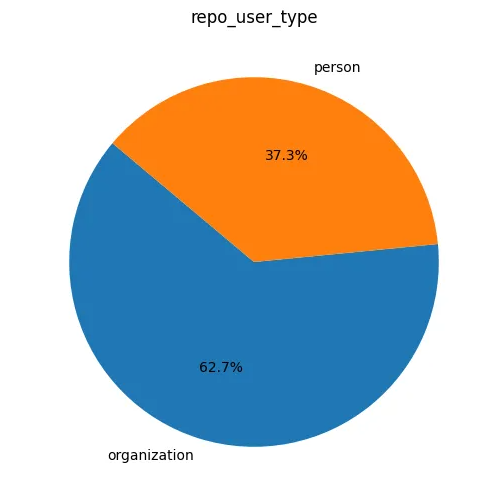 repo_user_type
person
37.3%
62.7%
organization